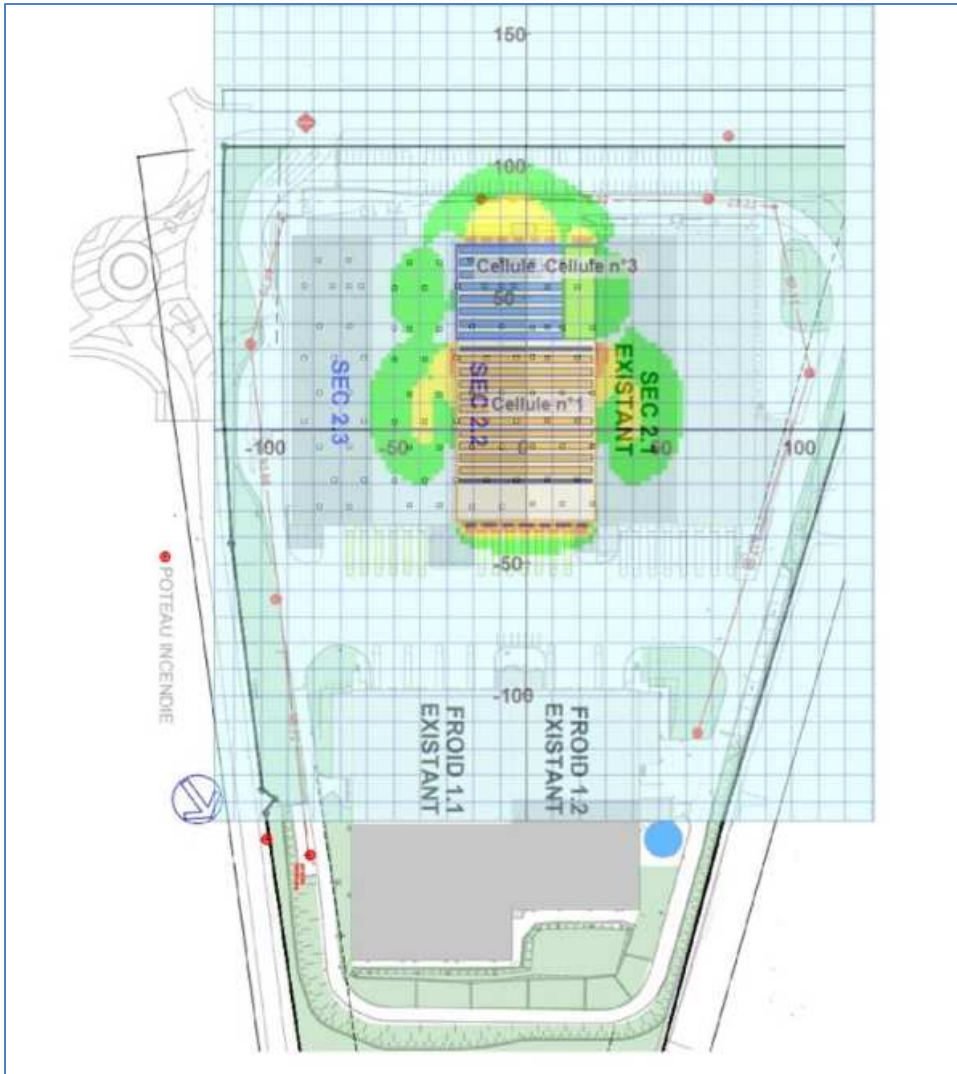 150
100
Cellule
Cellule n°3
50
SEC 2.1
EXISTANT
SEC 2.2
SEC 2.3
Cellule n°1
-100
-50
0
50
100
-50
POTEAU INCENDIE
-100
FROID 1.1
EXISTANT
FROID 1.2
EXISTANT